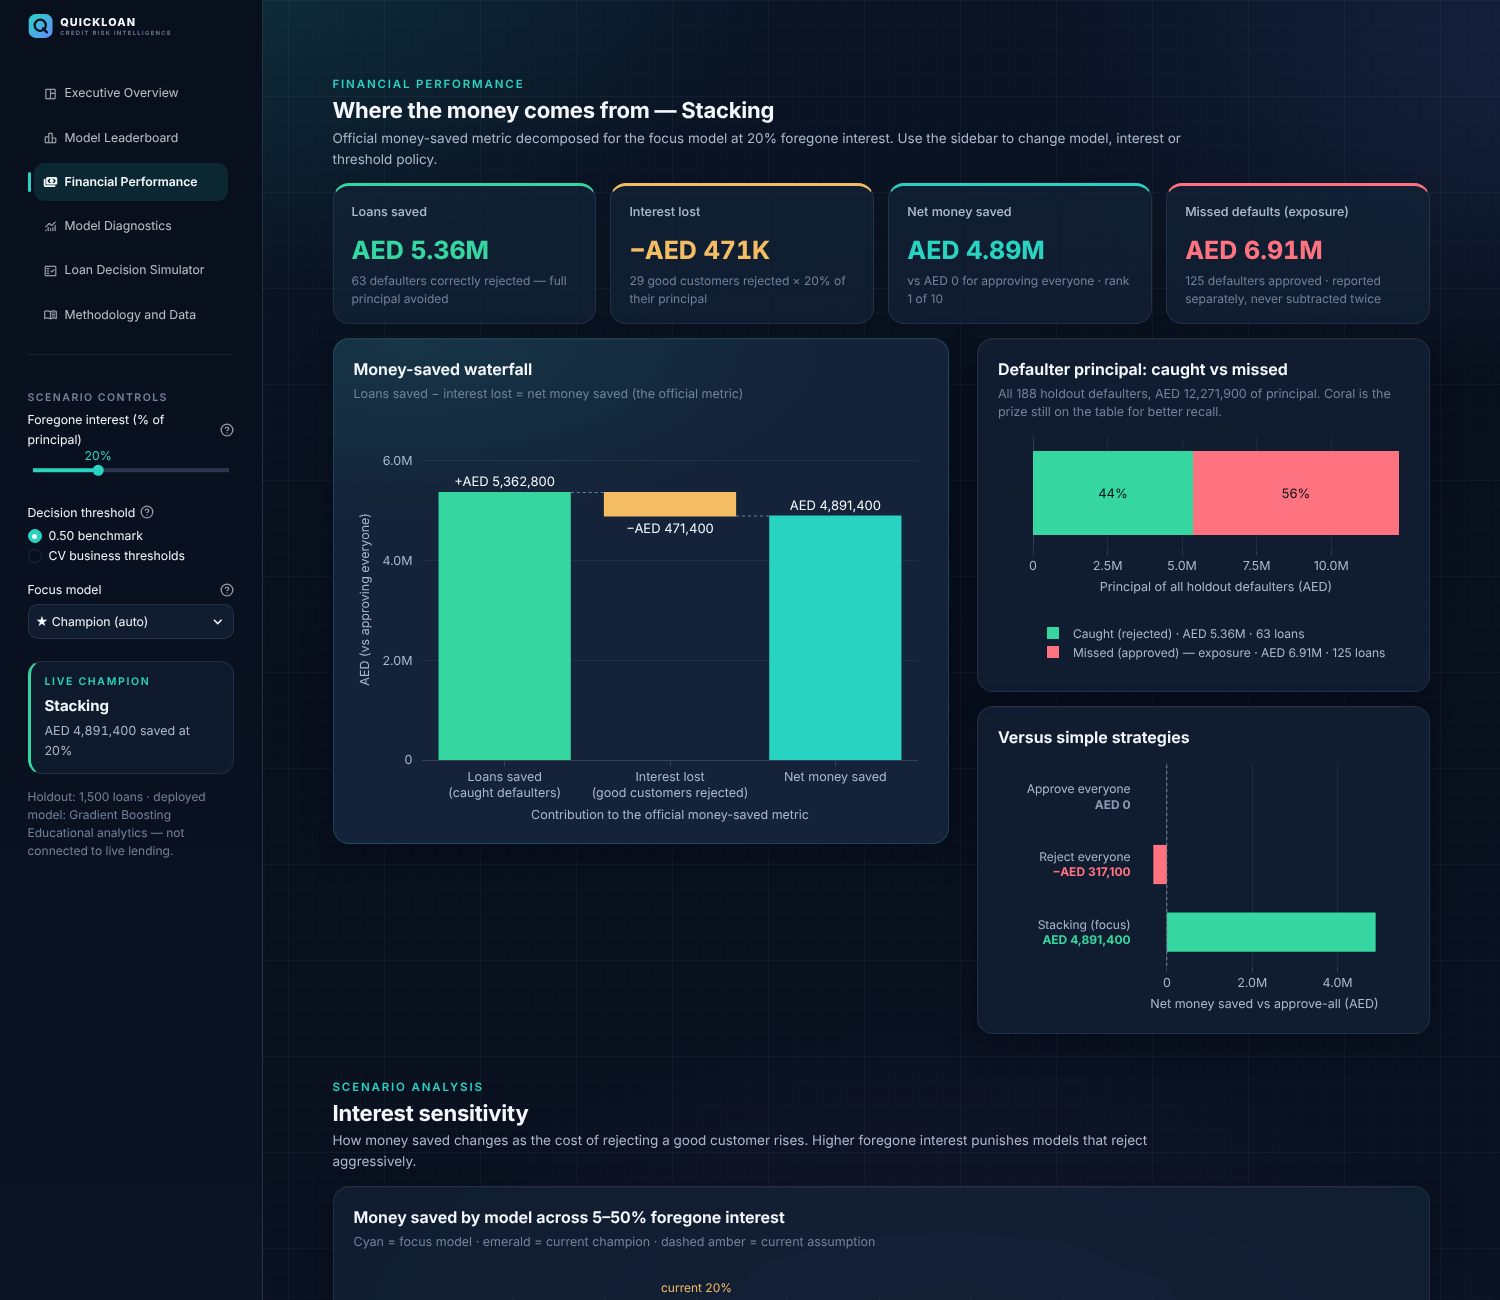 QUICKLOAN
CREDIT RISK INTELLIGENCE
Executive Overview
Model Leaderboard
Financial Performance
Model Diagnostics
Loan Decision Simulator
Methodology and Data
SCENARIO CONTROLS
Foregone interest (% of
principal)
20%
Decision threshold
0.50 benchmark
CV business thresholds
Focus model
★ Champion (auto)
LIVE CHAMPION
Stacking
AED 4,891,400 saved at
20%
Holdout: 1,500 loans · deployed
model: Gradient Boosting
Educational analytics — not
connected to live lending.
FINANCIAL PERFORMANCE
Where the money comes from — Stacking
Official money-saved metric decomposed for the focus model at 20% foregone interest. Use the sidebar to change model, interest or
threshold policy.
Loans saved
AED 5.36M
63 defaulters correctly rejected — full
principal avoided
Interest lost
−AED 471K
29 good customers rejected × 20% of
their principal
Net money saved
AED 4.89M
vs AED 0 for approving everyone · rank
1 of 10
Missed defaults (exposure)
AED 6.91M
125 defaulters approved · reported
separately, never subtracted twice
Money-saved waterfall
Loans saved − interest lost = net money saved (the official metric)
AED (vs approving everyone)
6.0M
4.0M
2.0M
0
+AED 5,362,800
−AED 471,400
AED 4,891,400
Loans saved
(caught defaulters)
Interest lost
(good customers rejected)
Net money saved
Contribution to the official money-saved metric
Defaulter principal: caught vs missed
All 188 holdout defaulters, AED 12,271,900 of principal. Coral is the
prize still on the table for better recall.
44%
56%
0
2.5M
5.0M
7.5M
10.0M
Principal of all holdout defaulters (AED)
Caught (rejected) · AED 5.36M · 63 loans
Missed (approved) — exposure · AED 6.91M · 125 loans
Versus simple strategies
Approve everyone
AED 0
Reject everyone
−AED 317,100
Stacking (focus)
AED 4,891,400
0
2.0M
4.0M
Net money saved vs approve-all (AED)
SCENARIO ANALYSIS
Interest sensitivity
How money saved changes as the cost of rejecting a good customer rises. Higher foregone interest punishes models that reject
aggressively.
Money saved by model across 5–50% foregone interest
Cyan = focus model · emerald = current champion · dashed amber = current assumption
current 20%